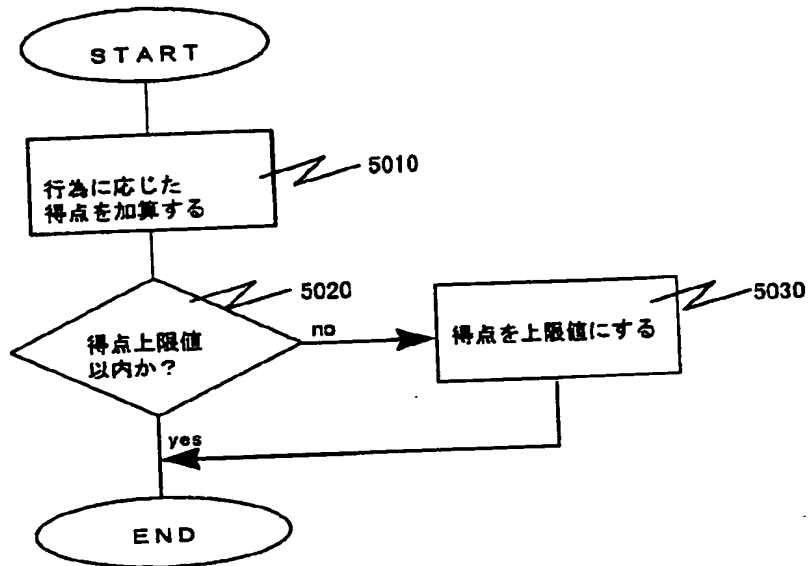 START
行為に応じた
得点を加算する
5010
得点上限値
以内か？
5020
no
得点を上限値にする
5030
yes
END